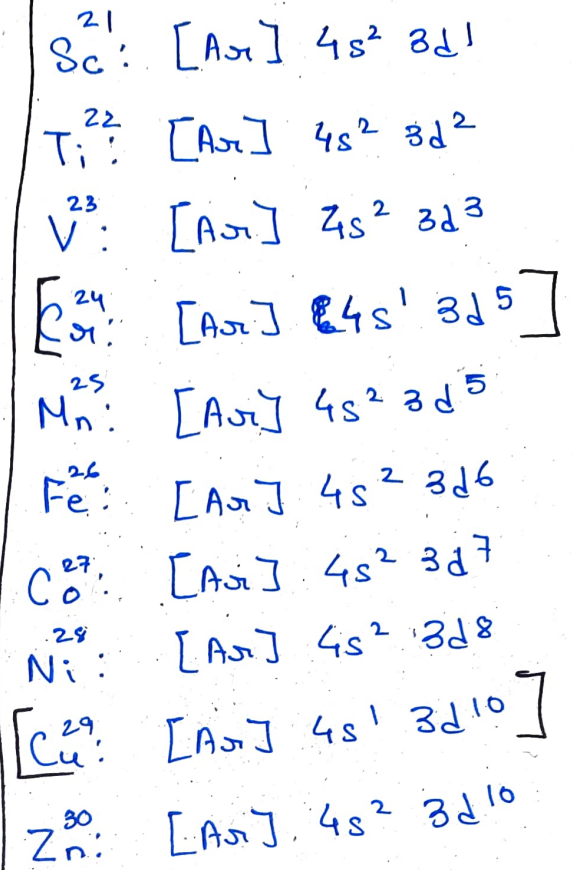 Sc²¹: [Ar] 4s² 3d¹
Ti²²: [Ar] 4s² 3d²
V²³: [Ar] 4s² 3d³
[Cr²⁴: [Ar] 4s¹ 3d⁵]
Mn²⁵: [Ar] 4s² 3d⁵
Fe²⁶: [Ar] 4s² 3d⁶
Co²⁷: [Ar] 4s² 3d⁷
Ni²⁸: [Ar] 4s² 3d⁸
[Cu²⁹: [Ar] 4s¹ 3d¹⁰]
Zn³⁰: [Ar] 4s² 3d¹⁰